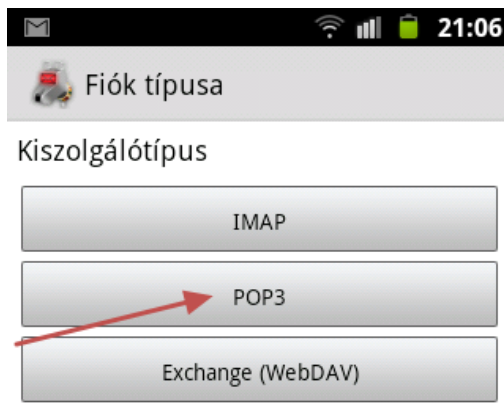 21:06
Fiók típusa
Kiszolgálótípus
IMAP
POP3
Exchange (WebDAV)